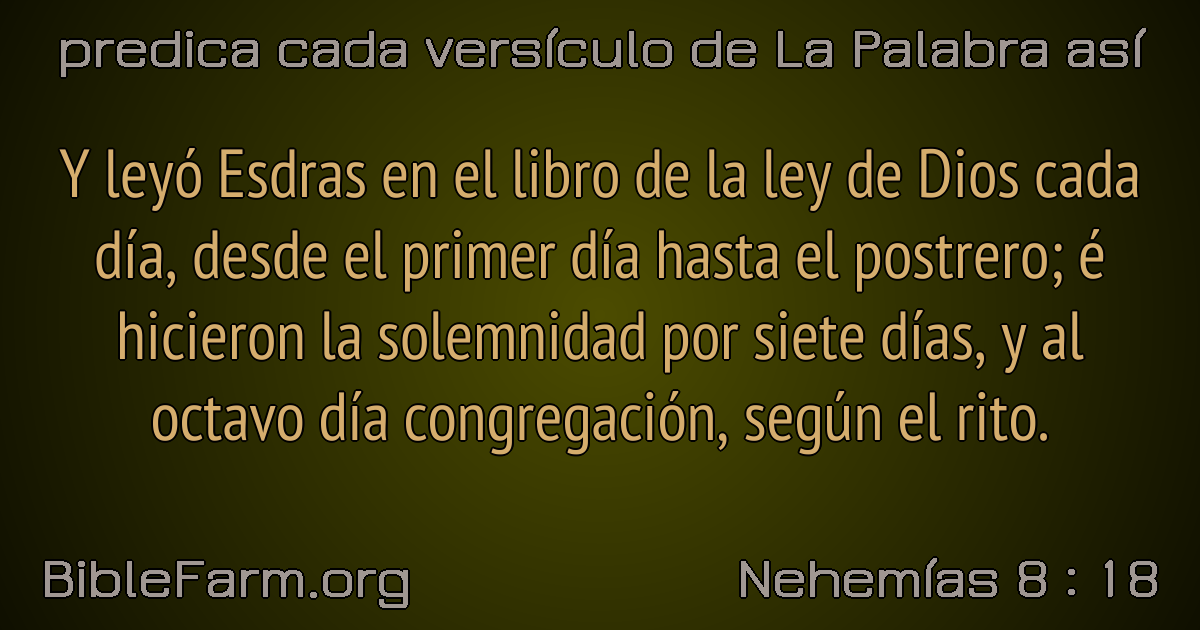 predica cada versículo de La Palabra así
Y leyó Esdras en el libro de la ley de Dios cada
día, desde el primer día hasta el postrero; é
hicieron la solemnidad por siete días, y al
octavo día congregación, según el rito.
BibleFarm.org
Nehemías 8 : 18